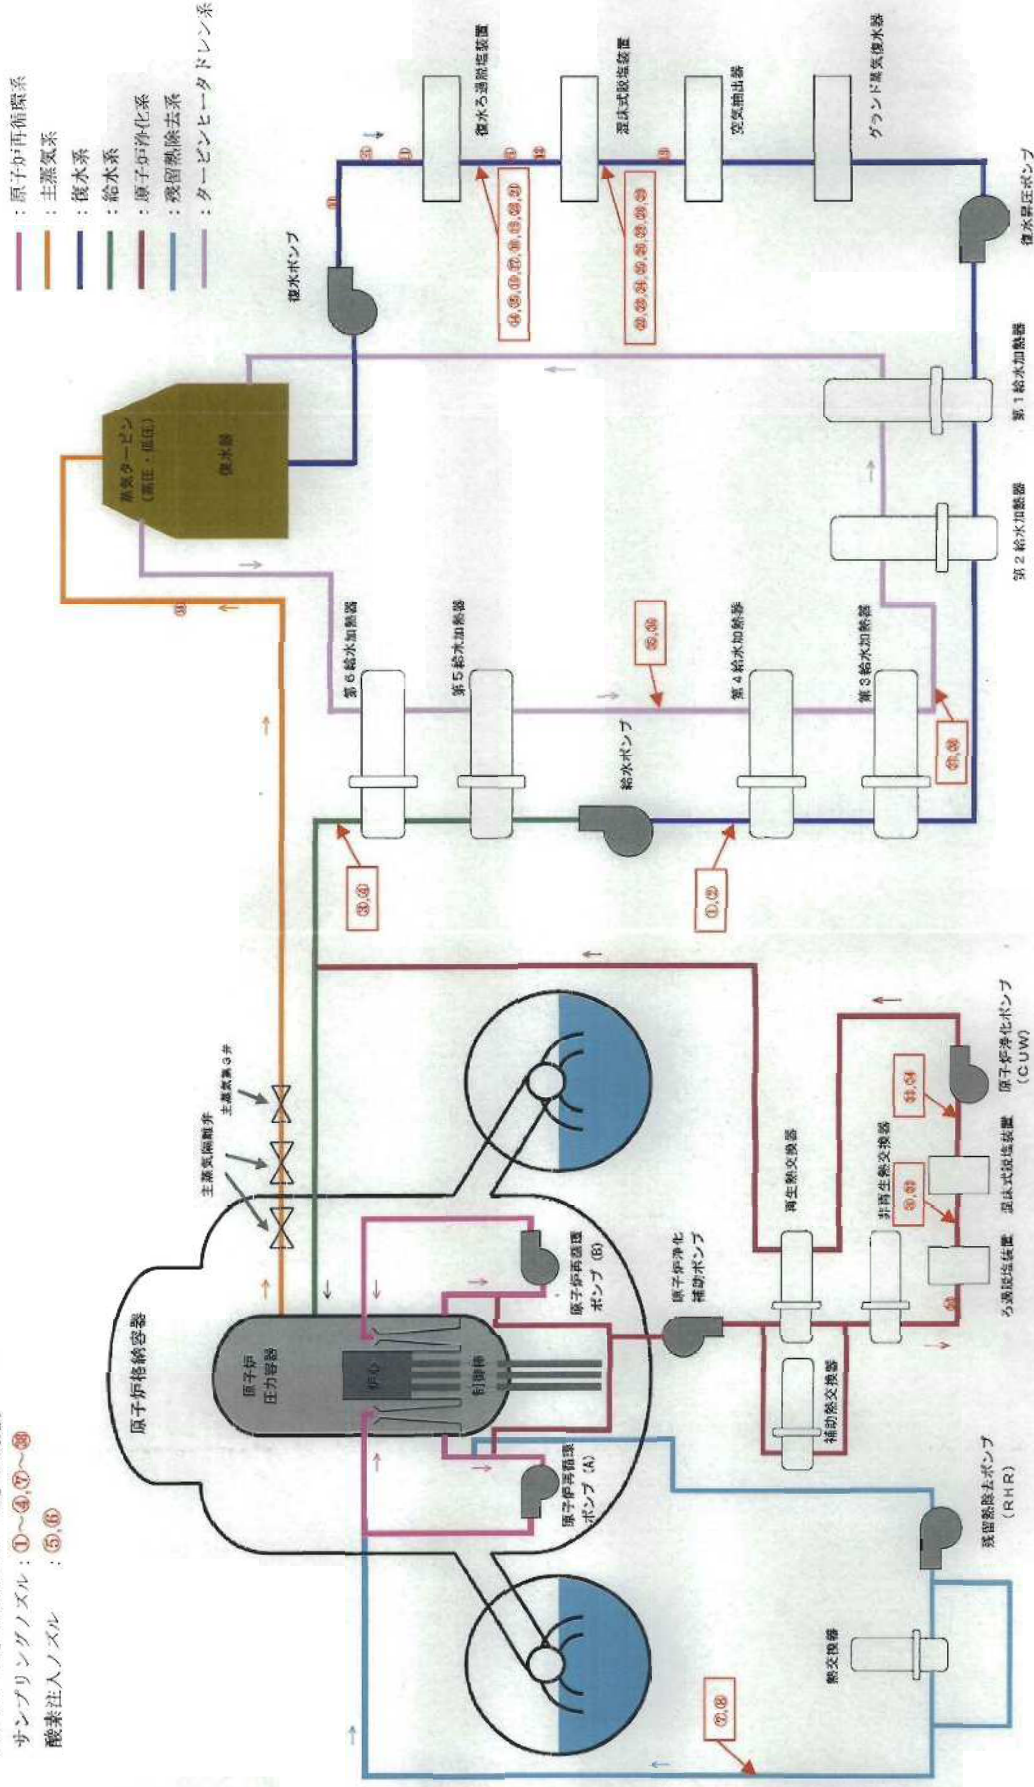 サンプリングノズル：①～④,⑦～㊳
酸素注入ノズル　：⑤,⑥
：原子炉再循環系
：主蒸気系
：復水系
：給水系
：原子炉浄化系
：残留熱除去系
：タービンヒータドレン系
原子炉格納容器
主蒸気隔離弁
主蒸気第3弁
原子炉
圧力容器
炉心
制御棒
原子炉再循環
ポンプ（A）
原子炉再循環
ポンプ（B）
蒸気タービン
（高圧・低圧）
復水器
復水ポンプ
復水ろ過脱塩装置
混床式脱塩装置
空気抽出器
グランド蒸気復水器
復水昇圧ポンプ
第1給水加熱器
第2給水加熱器
第3給水加熱器
第4給水加熱器
第5給水加熱器
第6給水加熱器
給水ポンプ
③,④
①,②
㉟,㊱
原子炉浄化
補助ポンプ
再生熱交換器
非再生熱交換器
補助熱交換器
ろ過脱塩装置
混床式脱塩装置
原子炉浄化ポンプ
（CUW）
㉝,㉞
残留熱除去ポンプ
（RHR）
熱交換器
⑦,⑧